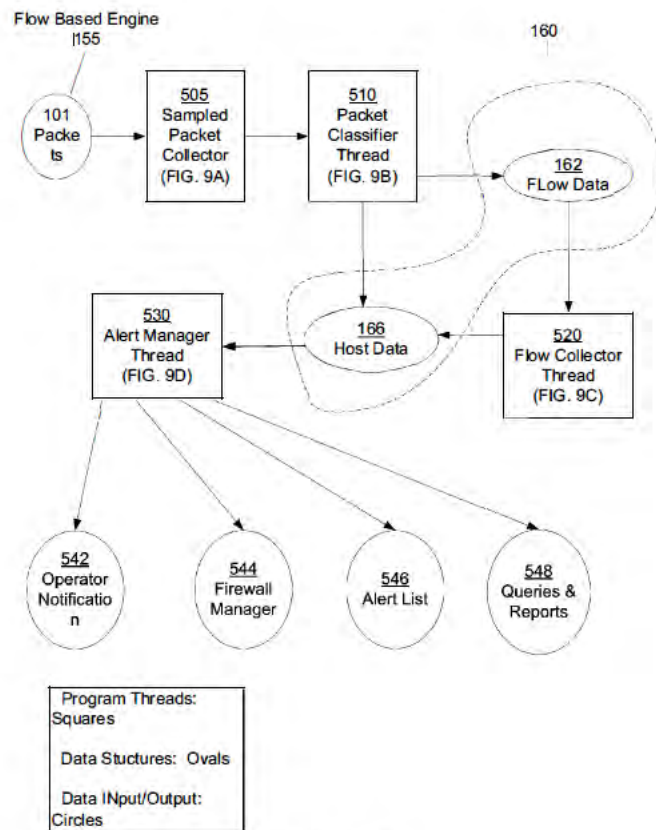 Flow Based Engine
155
160
101
Packe
ts
505
Sampled
Packet
Collector
(FIG. 9A)
510
Packet
Classifier
Thread
(FIG. 9B)
162
FLow Data
530
Alert Manager
Thread
(FIG. 9D)
166
Host Data
520
Flow Collector
Thread
(FIG. 9C)
542
Operator
Notificatio
n
544
Firewall
Manager
546
Alert List
548
Queries &
Reports
Program Threads:
Squares
Data Stuctures: Ovals
Data INput/Output:
Circles